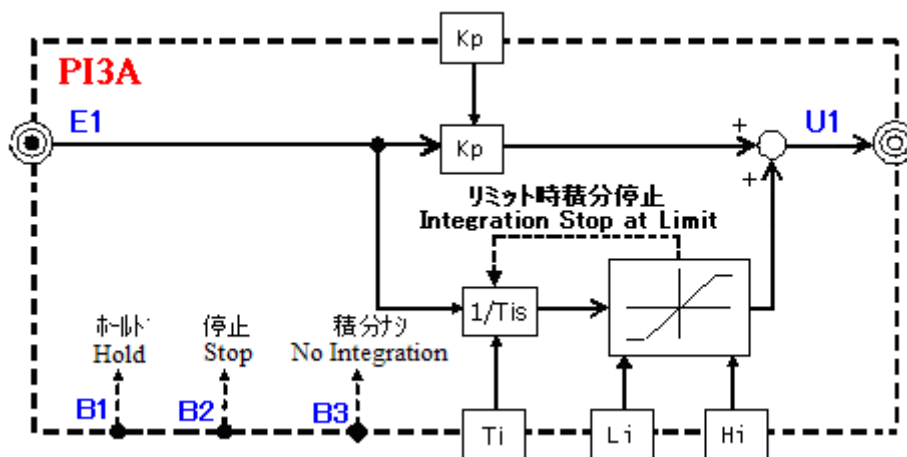 Kp
PI3A
E1
Kp
+
U1
+
リミット時積分停止
Integration Stop at Limit
1/Tis
ﾎｰﾙﾄﾞ
Hold
停止
Stop
積分ﾅｼ
No Integration
B1
B2
B3
Ti
Li
Hi